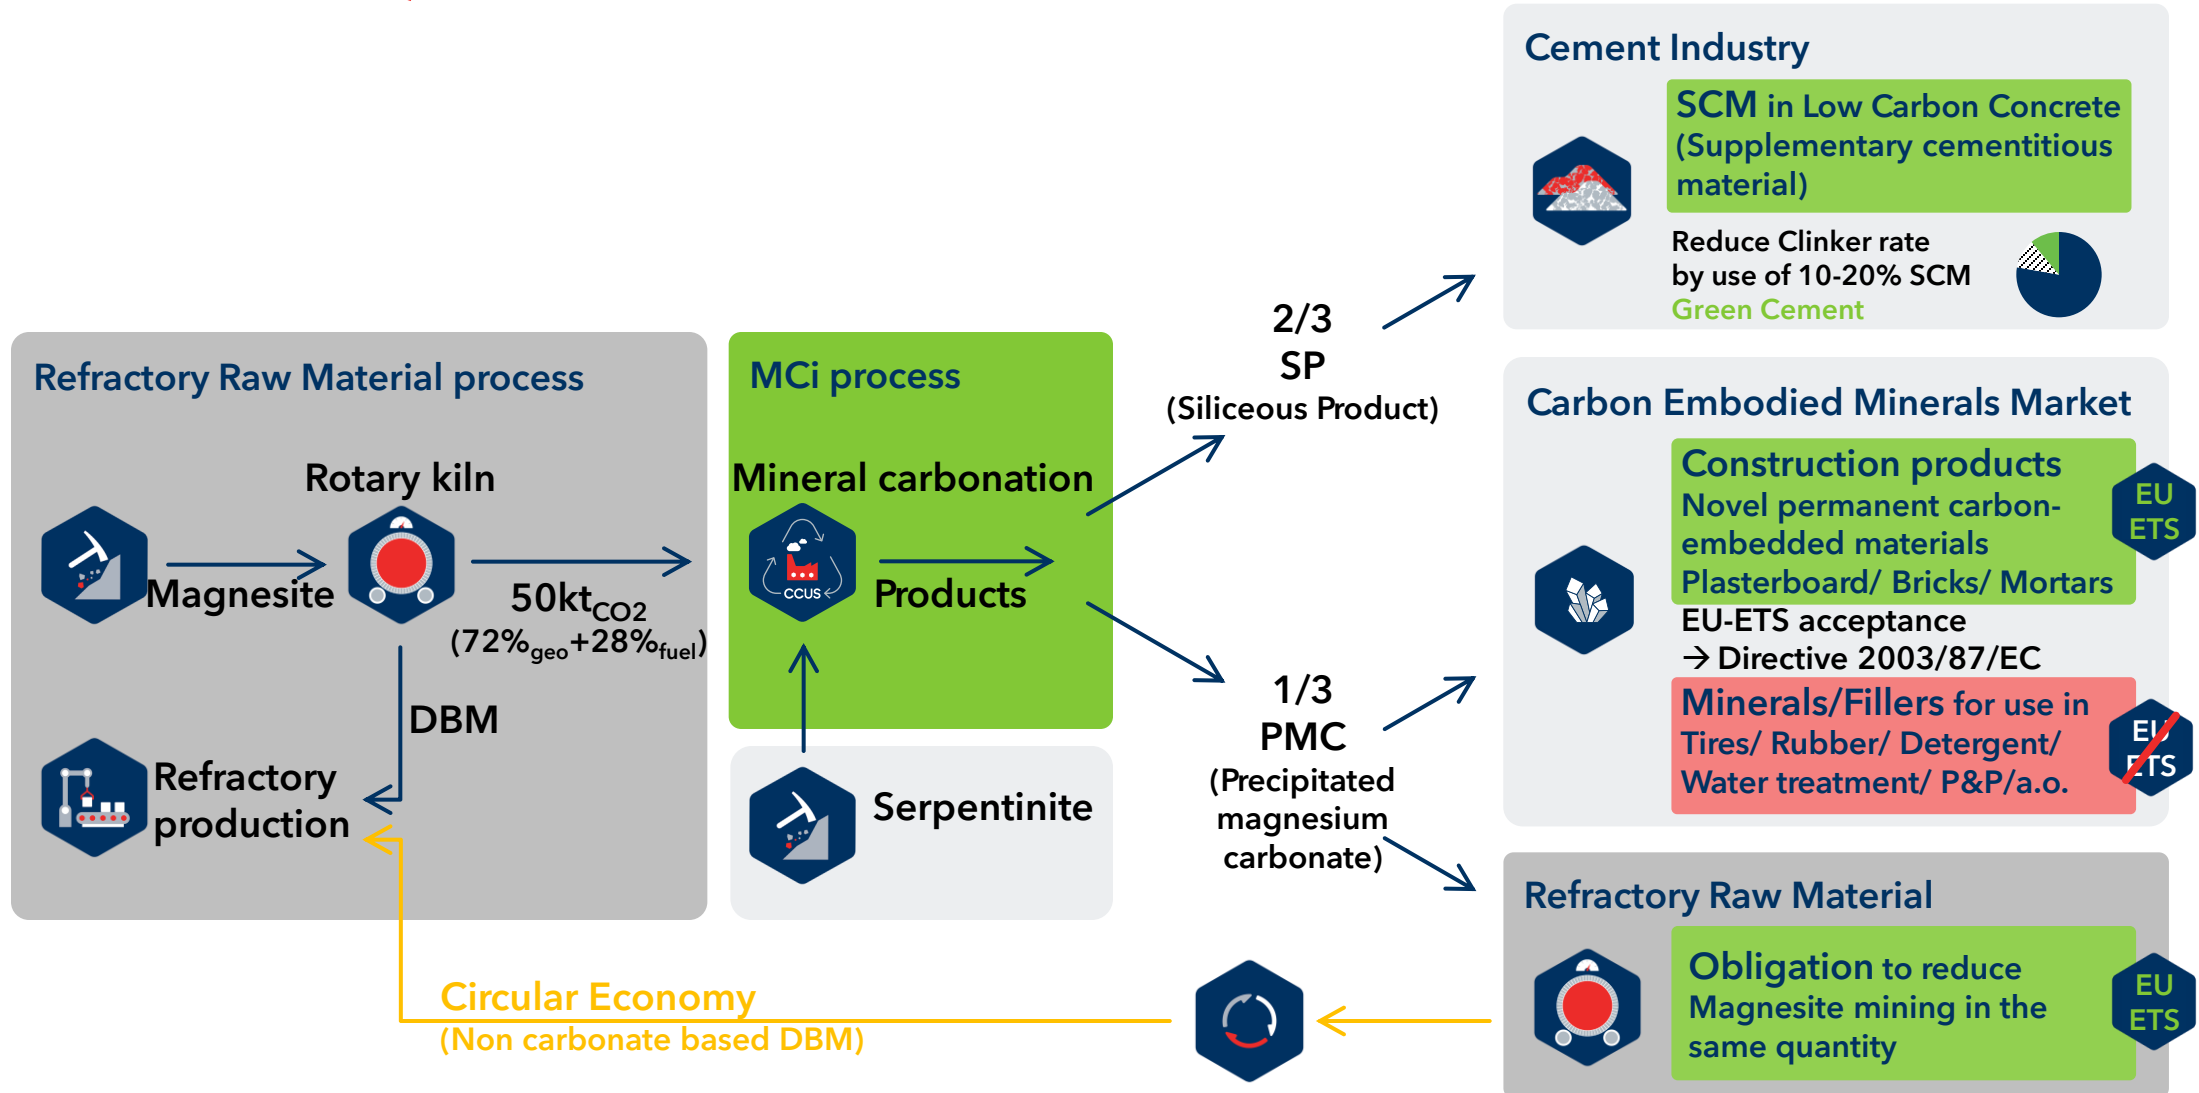 Cement Industry
SCM in Low Carbon Concrete
(Supplementary cementitious
material)
Reduce Clinker rate
by use of 10-20% SCM
Green Cement
Refractory Raw Material process
Rotary kiln
Magnesite
50ktCO2
(72%geo+28%fuel)
DBM
Refractory
production
MCi process
Mineral carbonation
CCUS
Products
Serpentinite
2/3
SP
(Siliceous Product)
1/3
PMC
(Precipitated
magnesium
carbonate)
Carbon Embodied Minerals Market
Construction products
Novel permanent carbon-
embedded materials
Plasterboard/ Bricks/ Mortars
EU
ETS
EU-ETS acceptance
→ Directive 2003/87/EC
Minerals/Fillers for use in
Tires/ Rubber/ Detergent/
Water treatment/ P&P/a.o.
EU
ETS
Refractory Raw Material
Obligation to reduce
Magnesite mining in the
same quantity
EU
ETS
Circular Economy
(Non carbonate based DBM)